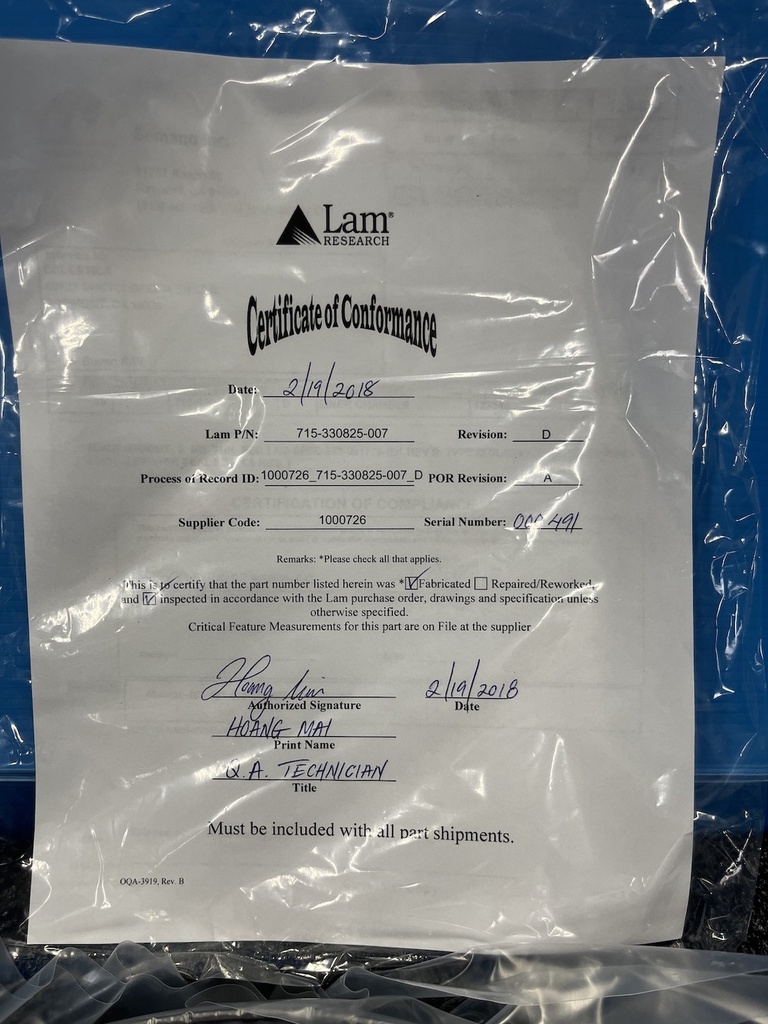 Lam®
RESEARCH
Certificate of Conformance
Date: 2/19/2018
Lam P/N: 715-330825-007 Revision: D
Process of Record ID: 1000726_715-330825-007_D POR Revision: A
Supplier Code: 1000726 Serial Number: 000491
Remarks: *Please check all that applies.
This is to certify that the part number listed herein was *☑Fabricated ☐ Repaired/Reworked,
and ☑ inspected in accordance with the Lam purchase order, drawings and specification unless
otherwise specified.
Critical Feature Measurements for this part are on File at the supplier
Hoang 2/19/2018
Authorized Signature Date
HOANG MAI
Print Name
Q.A. TECHNICIAN
Title
Must be included with all part shipments.
OQA-3919, Rev. B